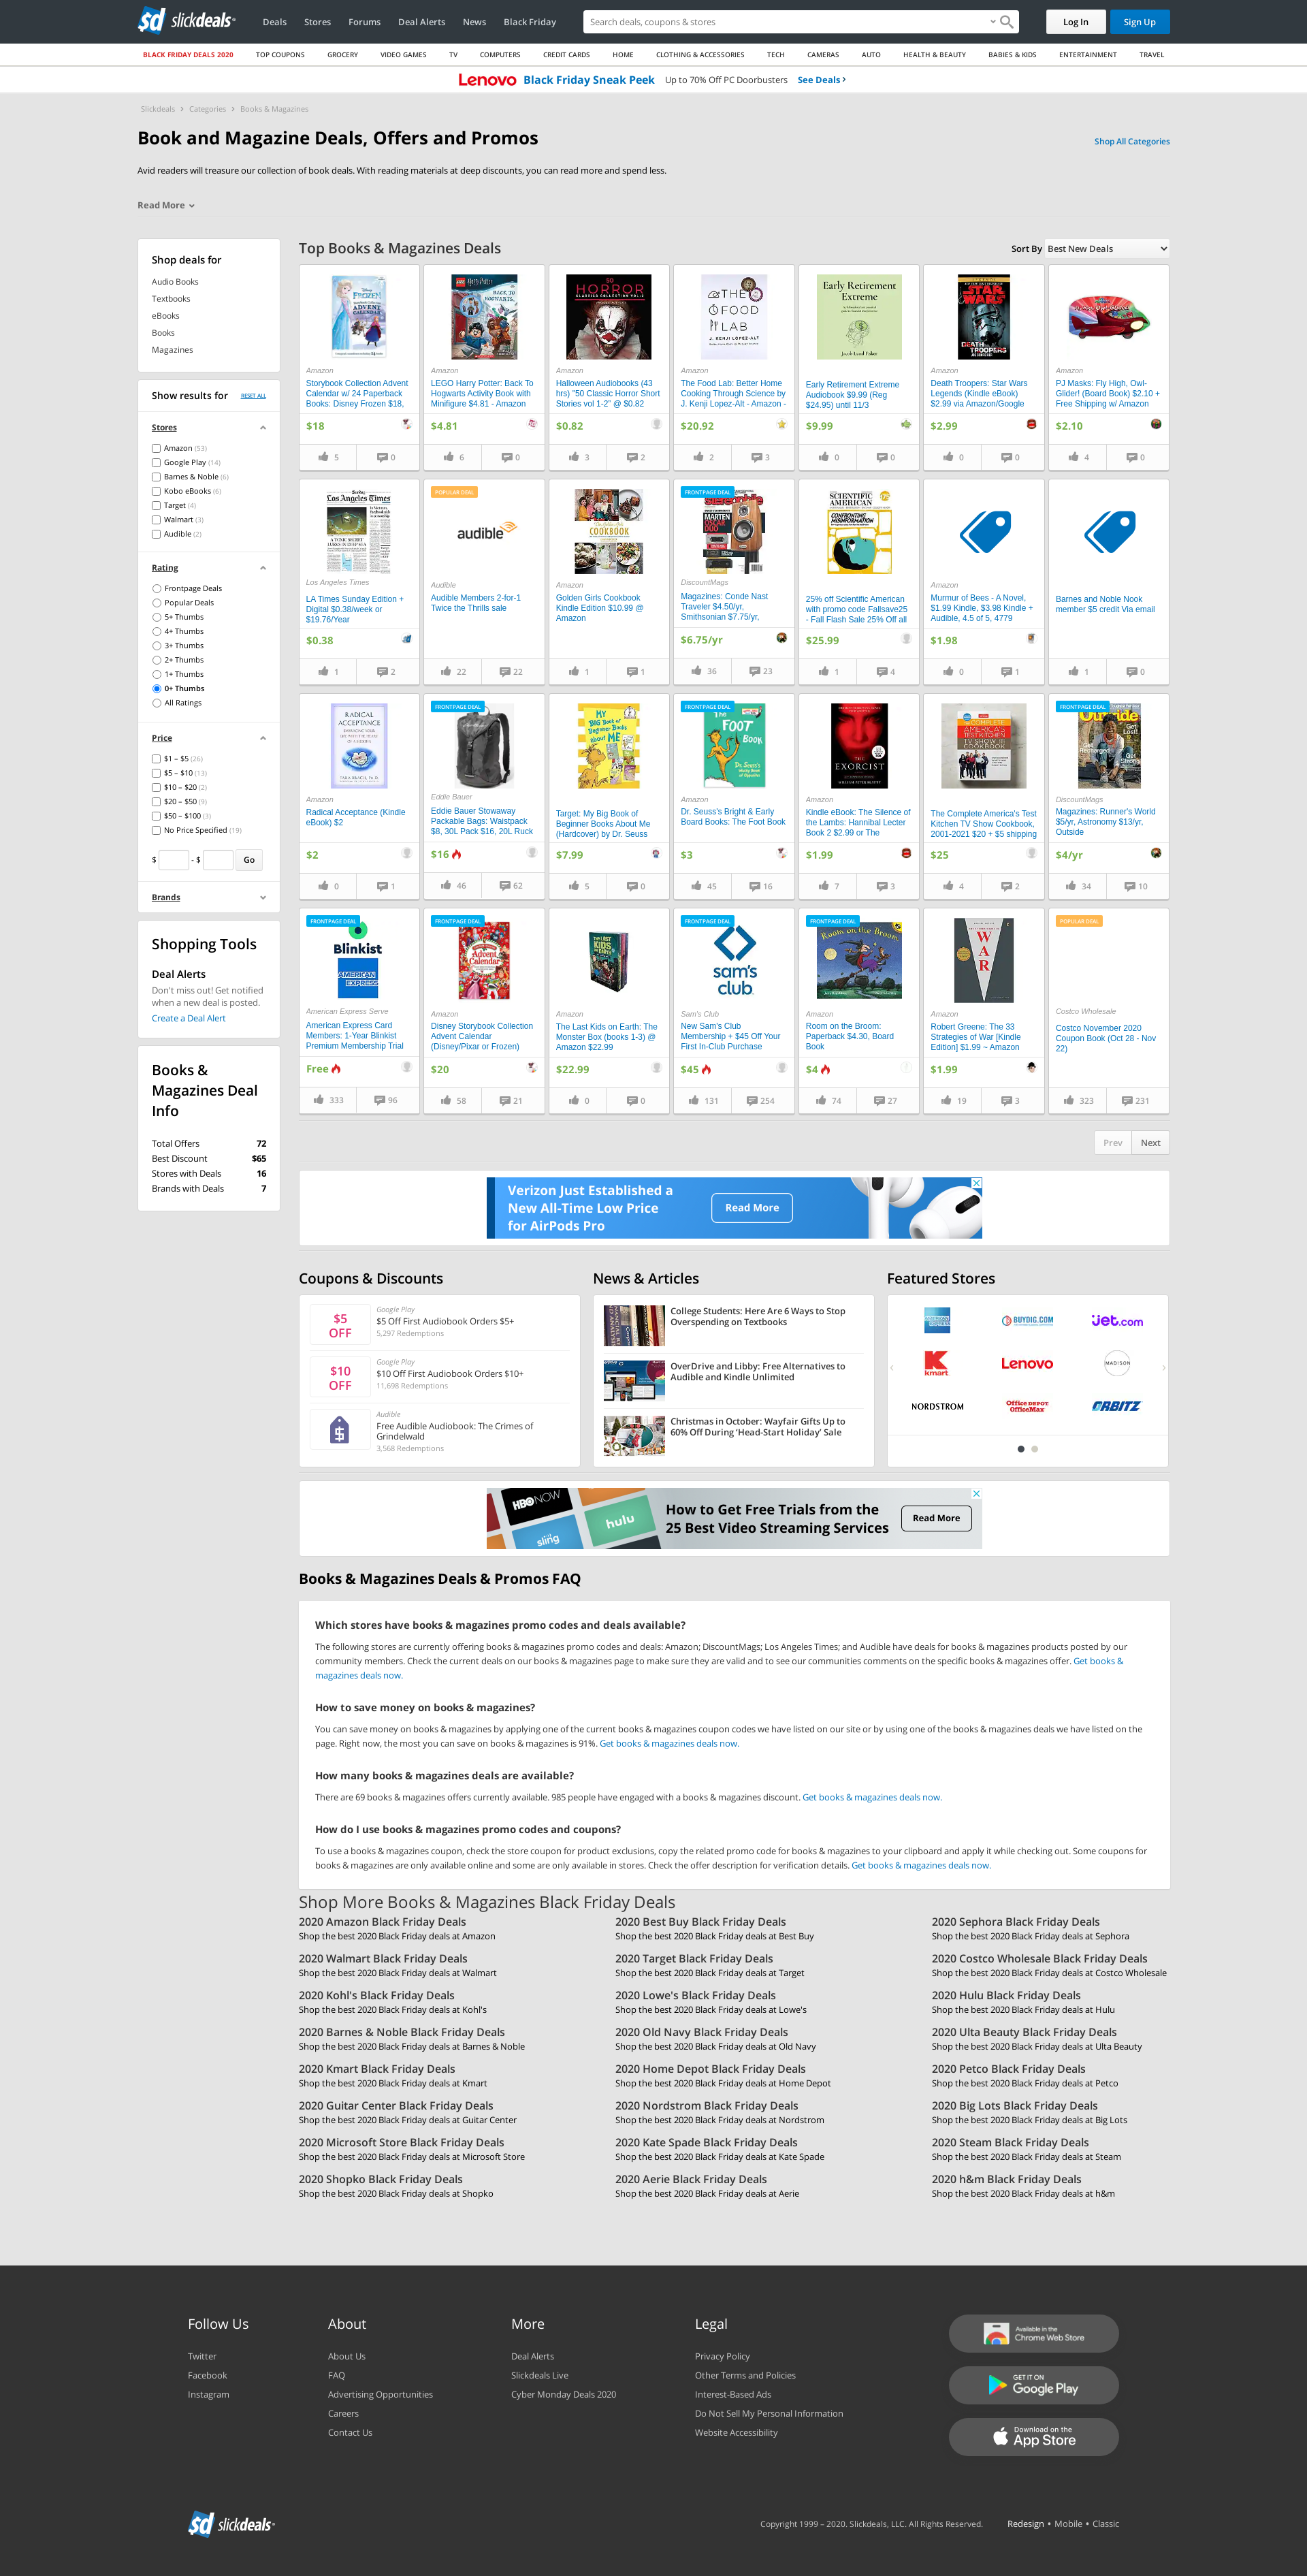 slickdeals
Deals
Stores
Forums
Deal Alerts
News
Black Friday
Search deals, coupons & stores
Log In
Sign Up
BLACK FRIDAY DEALS 2020
TOP COUPONS
GROCERY
VIDEO GAMES
TV
COMPUTERS
CREDIT CARDS
HOME
CLOTHING & ACCESSORIES
TECH
CAMERAS
AUTO
HEALTH & BEAUTY
BABIES & KIDS
ENTERTAINMENT
TRAVEL
Lenovo Black Friday Sneak Peek Up to 70% Off PC Doorbusters See Deals
Slickdeals › Categories › Books & Magazines
Book and Magazine Deals, Offers and Promos
Shop All Categories
Avid readers will treasure our collection of book deals. With reading materials at deep discounts, you can read more and spend less.
Read More
Shop deals for
Audio Books
Textbooks
eBooks
Books
Magazines
Show results for
RESET ALL
Stores
Amazon (53)
Google Play (14)
Barnes & Noble (6)
Kobo eBooks (6)
Target (4)
Walmart (3)
Audible (2)
Rating
Frontpage Deals
Popular Deals
5+ Thumbs
4+ Thumbs
3+ Thumbs
2+ Thumbs
1+ Thumbs
0+ Thumbs
All Ratings
Price
$1 – $5 (26)
$5 – $10 (13)
$10 – $20 (2)
$20 – $50 (9)
$50 – $100 (3)
No Price Specified (19)
$ - $ Go
Brands
Shopping Tools
Deal Alerts
Don't miss out! Get notified
when a new deal is posted.
Create a Deal Alert
Books &
Magazines Deal
Info
Total Offers 72
Best Discount $65
Stores with Deals 16
Brands with Deals 7
Top Books & Magazines Deals
Sort By Best New Deals
Amazon
Storybook Collection Advent
Calendar w/ 24 Paperback
Books: Disney Frozen $18,
$18
5 0
Amazon
LEGO Harry Potter: Back To
Hogwarts Activity Book with
Minifigure $4.81 - Amazon
$4.81
6 0
Amazon
Halloween Audiobooks (43
hrs) "50 Classic Horror Short
Stories vol 1-2" @ $0.82
$0.82
3 2
THE FOOD LAB
Amazon
The Food Lab: Better Home
Cooking Through Science by
J. Kenji Lopez-Alt - Amazon -
$20.92
2 3
Early Retirement
Extreme
Early Retirement Extreme
Audiobook $9.99 (Reg
$24.95) until 11/3
$9.99
0 0
STAR WARS
DEATH TROOPERS
Amazon
Death Troopers: Star Wars
Legends (Kindle eBook)
$2.99 via Amazon/Google
$2.99
0 0
Amazon
PJ Masks: Fly High, Owl-
Glider! (Board Book) $2.10 +
Free Shipping w/ Amazon
$2.10
4 0
Los Angeles Times
Los Angeles Times
LA Times Sunday Edition +
Digital $0.38/week or
$19.76/Year
$0.38
1 2
POPULAR DEAL
audible
Audible
Audible Members 2-for-1
Twice the Thrills sale
22 22
COOKBOOK
Amazon
Golden Girls Cookbook
Kindle Edition $10.99 @
Amazon
1 1
FRONTPAGE DEAL
DiscountMags
Magazines: Conde Nast
Traveler $4.50/yr,
Smithsonian $7.75/yr,
$6.75/yr
36 23
SCIENTIFIC
AMERICAN
25% off Scientific American
with promo code Fallsave25
- Fall Flash Sale 25% Off all
$25.99
1 4
Amazon
Murmur of Bees - A Novel,
$1.99 Kindle, $3.98 Kindle +
Audible, 4.5 of 5, 4779
$1.98
0 1
Barnes and Noble Nook
member $5 credit Via email
1 0
RADICAL
ACCEPTANCE
Amazon
Radical Acceptance (Kindle
eBook) $2
$2
0 1
FRONTPAGE DEAL
Eddie Bauer
Eddie Bauer Stowaway
Packable Bags: Waistpack
$8, 30L Pack $16, 20L Ruck
$16
46 62
Target: My Big Book of
Beginner Books About Me
(Hardcover) by Dr. Seuss
$7.99
5 0
FRONTPAGE DEAL
The FOOT BOOK
Amazon
Dr. Seuss's Bright & Early
Board Books: The Foot Book
$3
45 16
THE EXORCIST
Amazon
Kindle eBook: The Silence of
the Lambs: Hannibal Lecter
Book 2 $2.99 or The
$1.99
7 3
The Complete America's Test
Kitchen TV Show Cookbook,
2001-2021 $20 + $5 shipping
$25
4 2
FRONTPAGE DEAL
Outside
DiscountMags
Magazines: Runner's World
$5/yr, Astronomy $13/yr,
Outside
$4/yr
34 10
FRONTPAGE DEAL
Blinkist
AMERICAN EXPRESS
American Express Serve
American Express Card
Members: 1-Year Blinkist
Premium Membership Trial
Free
333 96
FRONTPAGE DEAL
Advent Calendar
Amazon
Disney Storybook Collection
Advent Calendar
(Disney/Pixar or Frozen)
$20
58 21
Amazon
The Last Kids on Earth: The
Monster Box (books 1-3) @
Amazon $22.99
$22.99
0 0
FRONTPAGE DEAL
sam's club
Sam's Club
New Sam's Club
Membership + $45 Off Your
First In-Club Purchase
$45
131 254
FRONTPAGE DEAL
Room on the Broom
Amazon
Room on the Broom:
Paperback $4.30, Board
Book
$4
74 27
WAR
Amazon
Robert Greene: The 33
Strategies of War [Kindle
Edition] $1.99 ~ Amazon
$1.99
19 3
POPULAR DEAL
Costco Wholesale
Costco November 2020
Coupon Book (Oct 28 - Nov
22)
323 231
Prev Next
Verizon Just Established a
New All-Time Low Price
for AirPods Pro
Read More
Coupons & Discounts
$5
OFF
Google Play
$5 Off First Audiobook Orders $5+
5,297 Redemptions
$10
OFF
Google Play
$10 Off First Audiobook Orders $10+
11,698 Redemptions
Audible
Free Audible Audiobook: The Crimes of
Grindelwald
3,568 Redemptions
News & Articles
College Students: Here Are 6 Ways to Stop
Overspending on Textbooks
OverDrive and Libby: Free Alternatives to
Audible and Kindle Unlimited
Christmas in October: Wayfair Gifts Up to
60% Off During 'Head-Start Holiday' Sale
Featured Stores
BUYDIG.COM
Jet.com
kmart
Lenovo
MADISON
NORDSTROM
Office DEPOT
OfficeMax
ORBITZ
HBO NOW
sling
hulu
How to Get Free Trials from the
25 Best Video Streaming Services
Read More
Books & Magazines Deals & Promos FAQ
Which stores have books & magazines promo codes and deals available?
The following stores are currently offering books & magazines promo codes and deals: Amazon; DiscountMags; Los Angeles Times; and Audible have deals for books & magazines products posted by our
community members. Check the current deals on our books & magazines page to make sure they are valid and to see our communities comments on the specific books & magazines offer. Get books &
magazines deals now.
How to save money on books & magazines?
You can save money on books & magazines by applying one of the current books & magazines coupon codes we have listed on our site or by using one of the books & magazines deals we have listed on the
page. Right now, the most you can save on books & magazines is 91%. Get books & magazines deals now.
How many books & magazines deals are available?
There are 69 books & magazines offers currently available. 985 people have engaged with a books & magazines discount. Get books & magazines deals now.
How do I use books & magazines promo codes and coupons?
To use a books & magazines coupon, check the store coupon for product exclusions, copy the related promo code for books & magazines to your clipboard and apply it while checking out. Some coupons for
books & magazines are only available online and some are only available in stores. Check the offer description for verification details. Get books & magazines deals now.
Shop More Books & Magazines Black Friday Deals
2020 Amazon Black Friday Deals
Shop the best 2020 Black Friday deals at Amazon
2020 Best Buy Black Friday Deals
Shop the best 2020 Black Friday deals at Best Buy
2020 Sephora Black Friday Deals
Shop the best 2020 Black Friday deals at Sephora
2020 Walmart Black Friday Deals
Shop the best 2020 Black Friday deals at Walmart
2020 Target Black Friday Deals
Shop the best 2020 Black Friday deals at Target
2020 Costco Wholesale Black Friday Deals
Shop the best 2020 Black Friday deals at Costco Wholesale
2020 Kohl's Black Friday Deals
Shop the best 2020 Black Friday deals at Kohl's
2020 Lowe's Black Friday Deals
Shop the best 2020 Black Friday deals at Lowe's
2020 Hulu Black Friday Deals
Shop the best 2020 Black Friday deals at Hulu
2020 Barnes & Noble Black Friday Deals
Shop the best 2020 Black Friday deals at Barnes & Noble
2020 Old Navy Black Friday Deals
Shop the best 2020 Black Friday deals at Old Navy
2020 Ulta Beauty Black Friday Deals
Shop the best 2020 Black Friday deals at Ulta Beauty
2020 Kmart Black Friday Deals
Shop the best 2020 Black Friday deals at Kmart
2020 Home Depot Black Friday Deals
Shop the best 2020 Black Friday deals at Home Depot
2020 Petco Black Friday Deals
Shop the best 2020 Black Friday deals at Petco
2020 Guitar Center Black Friday Deals
Shop the best 2020 Black Friday deals at Guitar Center
2020 Nordstrom Black Friday Deals
Shop the best 2020 Black Friday deals at Nordstrom
2020 Big Lots Black Friday Deals
Shop the best 2020 Black Friday deals at Big Lots
2020 Microsoft Store Black Friday Deals
Shop the best 2020 Black Friday deals at Microsoft Store
2020 Kate Spade Black Friday Deals
Shop the best 2020 Black Friday deals at Kate Spade
2020 Steam Black Friday Deals
Shop the best 2020 Black Friday deals at Steam
2020 Shopko Black Friday Deals
Shop the best 2020 Black Friday deals at Shopko
2020 Aerie Black Friday Deals
Shop the best 2020 Black Friday deals at Aerie
2020 h&m Black Friday Deals
Shop the best 2020 Black Friday deals at h&m
Follow Us
Twitter
Facebook
Instagram
About
About Us
FAQ
Advertising Opportunities
Careers
Contact Us
More
Deal Alerts
Slickdeals Live
Cyber Monday Deals 2020
Legal
Privacy Policy
Other Terms and Policies
Interest-Based Ads
Do Not Sell My Personal Information
Website Accessibility
Available in the
Chrome Web Store
GET IT ON
Google Play
Download on the
App Store
slickdeals
Copyright 1999 – 2020. Slickdeals, LLC. All Rights Reserved.
Redesign • Mobile • Classic